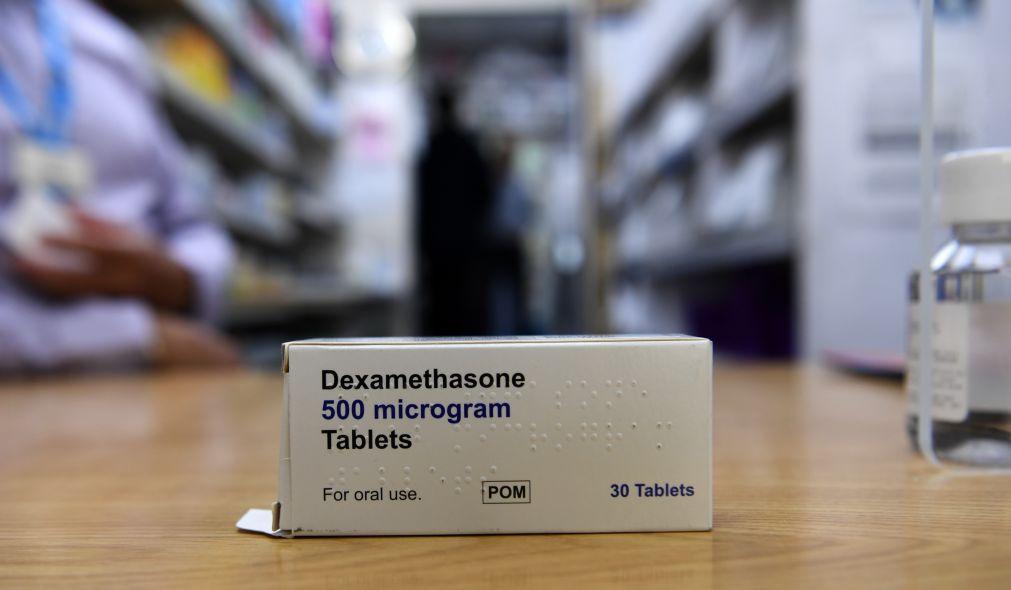 Dexamethasone
500 microgram
Tablets
For oral use.
POM
30 Tablets